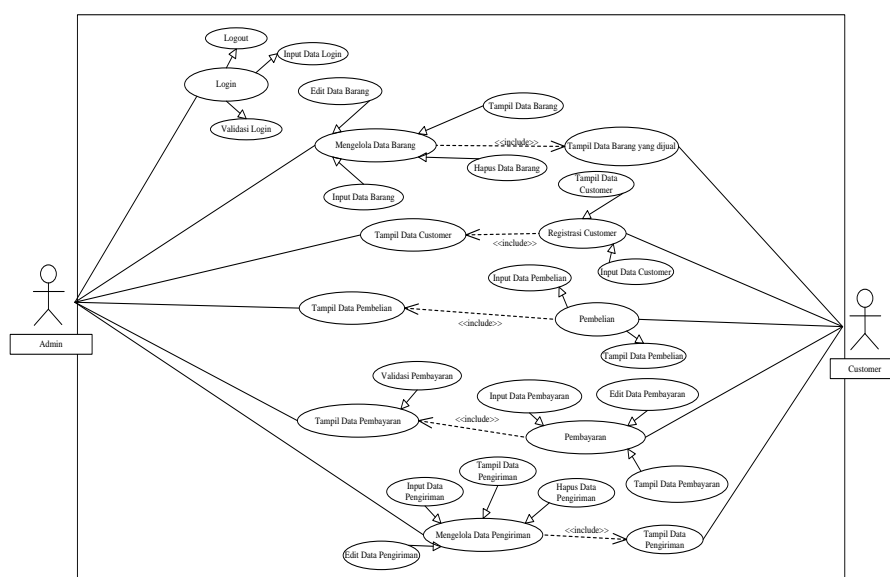 Logout
Input Data Login
Login
Edit Data Barang
Validasi Login
Tampil Data Barang
Mengelola Data Barang
<<include>>
Tampil Data Barang yang dijual
Hapus Data Barang
Input Data Barang
Tampil Data
Customer
Tampil Data Customer
<<include>>
Registrasi Customer
Input Data Customer
Input Data Pembelian
Tampil Data Pembelian
<<include>>
Pembelian
Tampil Data Pembelian
Admin
Customer
Validasi Pembayaran
Input Data Pembayaran
Edit Data Pembayaran
Tampil Data Pembayaran
<<include>>
Pembayaran
Tampil Data Pembayaran
Input Data
Pengiriman
Tampil Data
Pengiriman
Hapus Data
Pengiriman
Mengelola Data Pengiriman
<<include>>
Tampil Data
Pengiriman
Edit Data Pengiriman